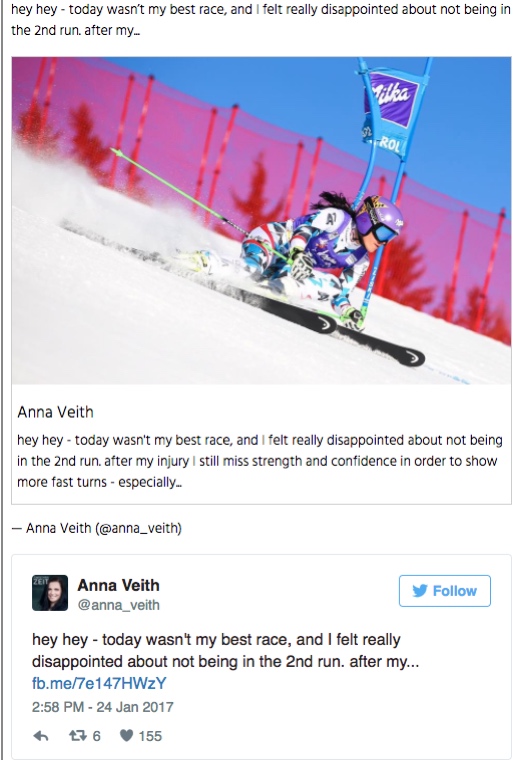 hey hey - today wasn't my best race, and I felt really disappointed about not being in
the 2nd run. after my...
Milka
ROL
Anna Veith
hey hey - today wasn't my best race, and I felt really disappointed about not being
in the 2nd run. after my injury I still miss strength and confidence in order to show
more fast turns - especially...
— Anna Veith (@anna_veith)
Anna Veith
@anna_veith
Follow
hey hey - today wasn't my best race, and I felt really
disappointed about not being in the 2nd run. after my...
fb.me/7e147HWzY
2:58 PM - 24 Jan 2017
6
155